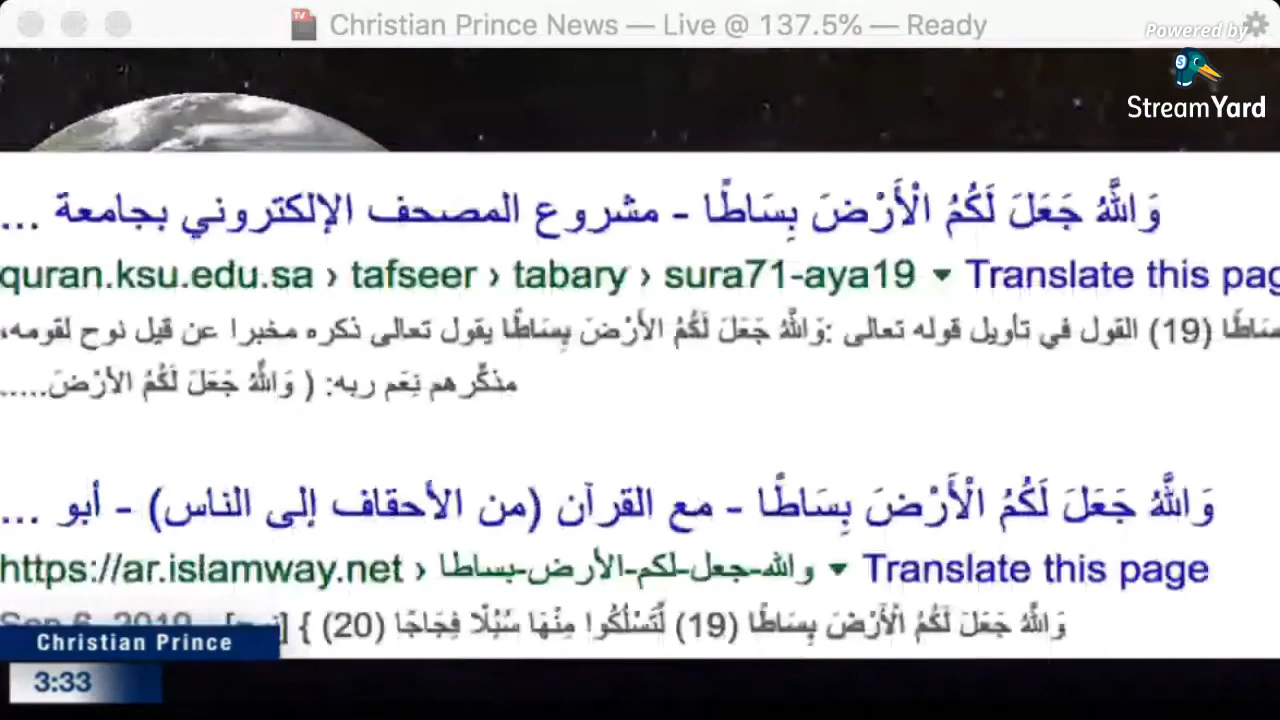 Christian Prince News — Live @ 137.5% — Ready
Powered by
StreamYard
وَاللَّهُ جَعَلَ لَكُمُ الْأَرْضَ بِسَاطًا - مشروع المصحف الإلكتروني بجامعة ...
quran.ksu.edu.sa › tafseer › tabary › sura71-aya19 ▾ Translate this pag
(19) القول في تأويل قوله تعالى :وَاللَّهُ جَعَلَ لَكُمُ الأَرْضَ بِسَاطًا يقول تعالى ذكره مخبرا عن قيل نوح لقومه،
مذكِّرهم نِعَم ربه: ( وَاللَّهُ جَعَلَ لَكُمُ الأرْضَ.....
وَاللَّهُ جَعَلَ لَكُمُ الْأَرْضَ بِسَاطًا - مع القرآن (من الأحقاف إلى الناس) - أبو ...
https://ar.islamway.net › والله-جعل-لكم-الأرض-بساطا ▾ Translate this page
وَاللَّهُ جَعَلَ لَكُمُ الْأَرْضَ بِسَاطًا (19) لِّتَسْلُكُوا مِنْهَا سُبُلًا فِجَاجًا (20) }
Christian Prince
3:33